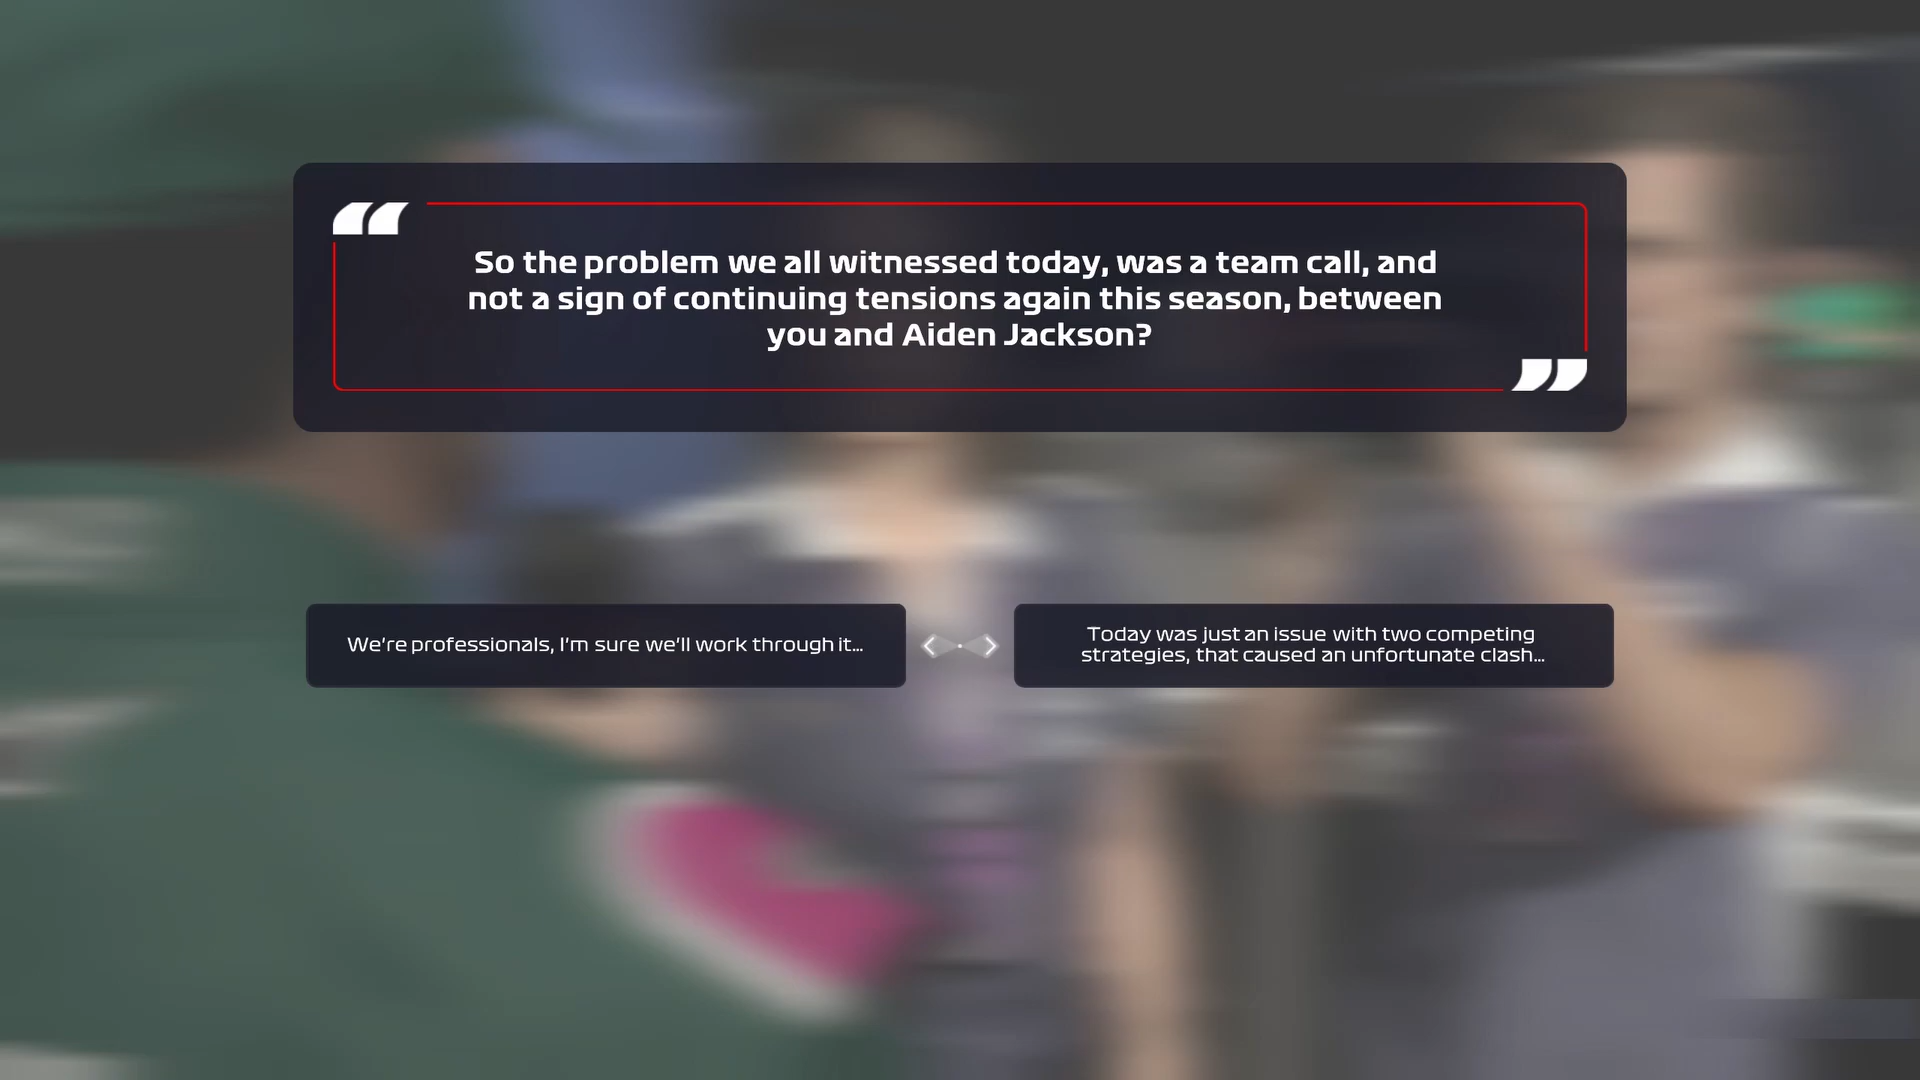 So the problem we all witnessed today, was a team call, and
not a sign of continuing tensions again this season, between
you and Aiden Jackson?
We're professionals, I'm sure we'll work through it...
Today was just an issue with two competing
strategies, that caused an unfortunate clash...